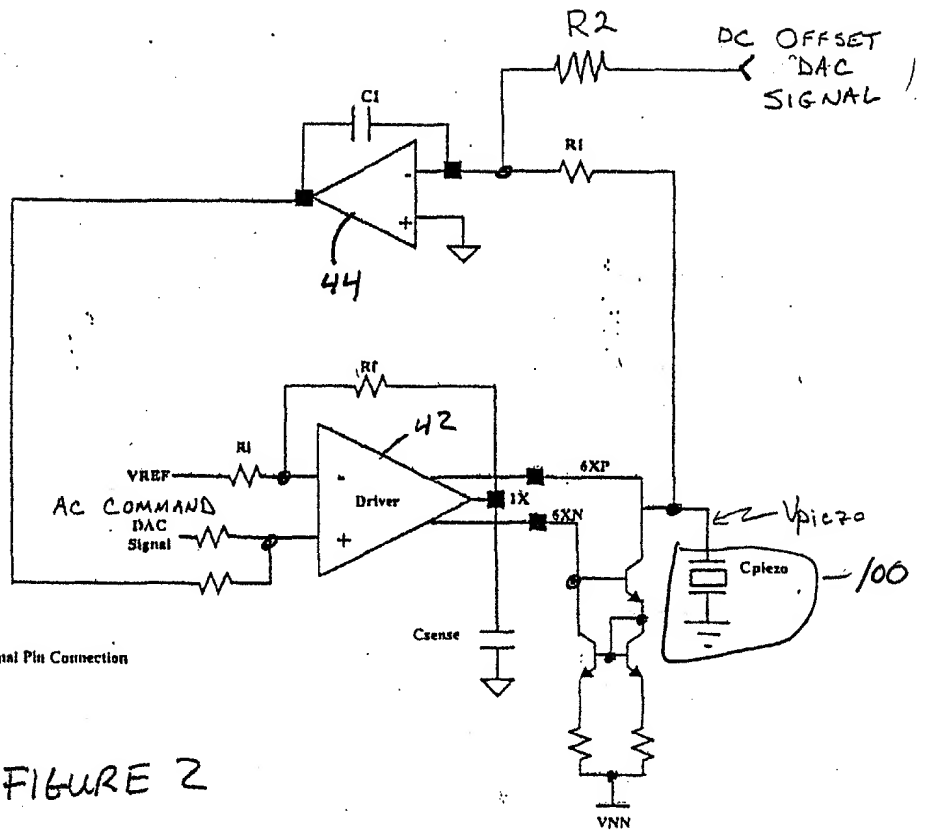 R2
DC OFFSET
DAC
SIGNAL
C1
R1
-
+
44
Rf
42
Ri
VREF
-
6XP
Driver
1X
AC COMMAND
DAC
Signal
+
6XN
Vpiezo
Cpiezo
100
Csense
nal Pin Connection
FIGURE 2
VNN